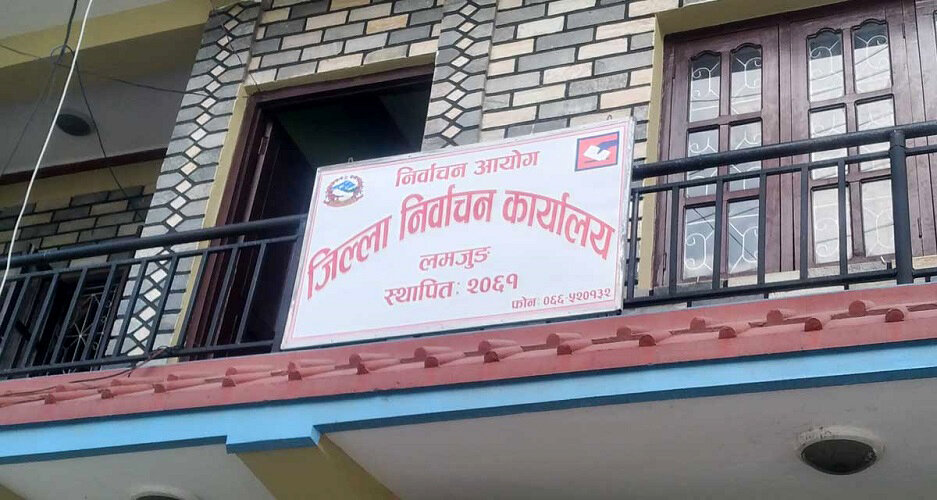 निर्वाचन आयोग
जिल्ला निर्वाचन कार्यालय
लमजुङ
स्थापितः २०६१
फोनः ०६६ ५२०१३२